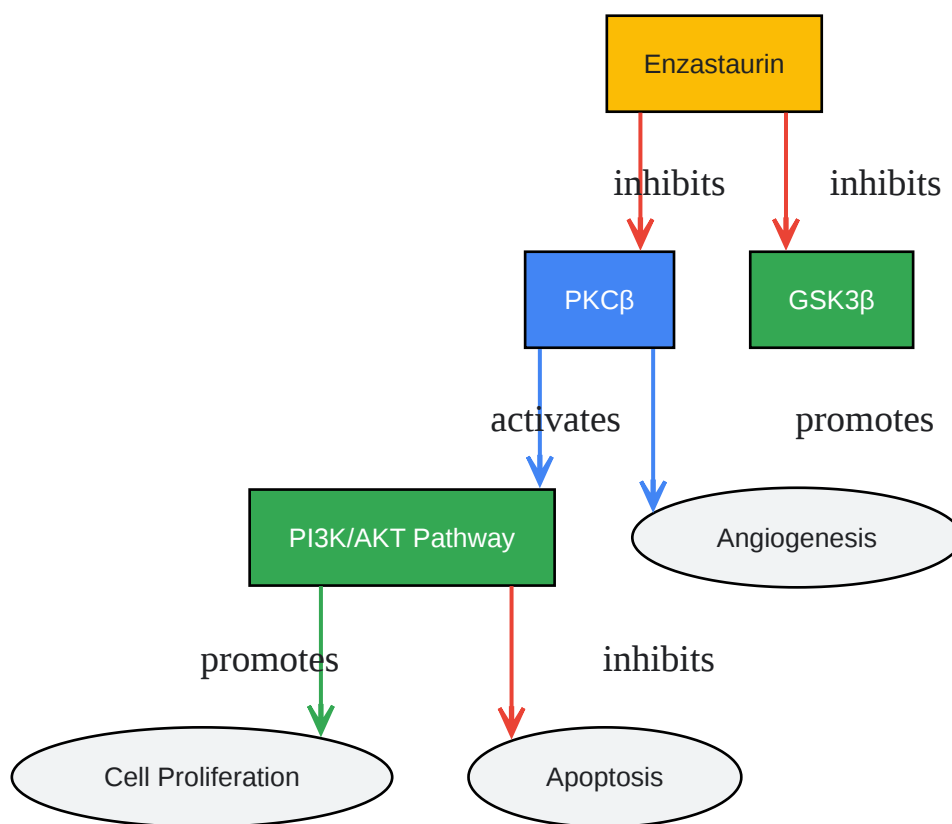 Enzastaurin
inhibits
inhibits
PKCβ
GSK3β
activates
promotes
PI3K/AKT Pathway
Angiogenesis
promotes
inhibits
Cell Proliferation
Apoptosis